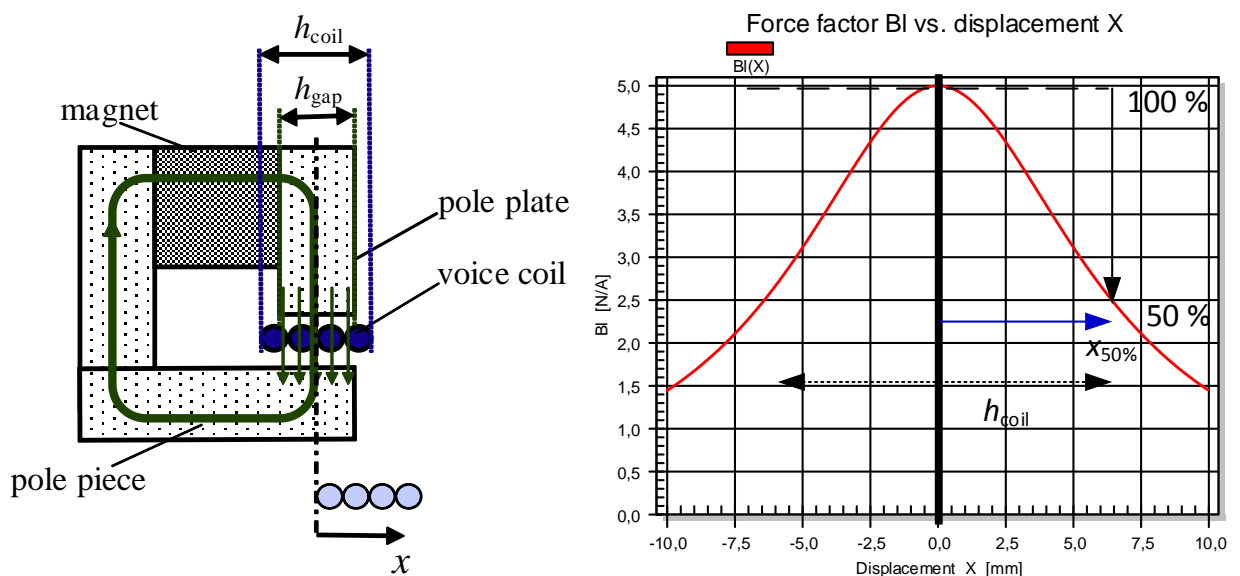 h_coil
h_gap
magnet
pole plate
voice coil
pole piece
x
Force factor Bl vs. displacement X
Bl(X)
5,0
4,5
4,0
3,5
3,0
2,5
2,0
1,5
1,0
0,5
0,0
Bl [N/A]
100 %
50 %
x_50%
h_coil
-10,0 -7,5 -5,0 -2,5 0,0 2,5 5,0 7,5 10,0
Displacement X [mm]